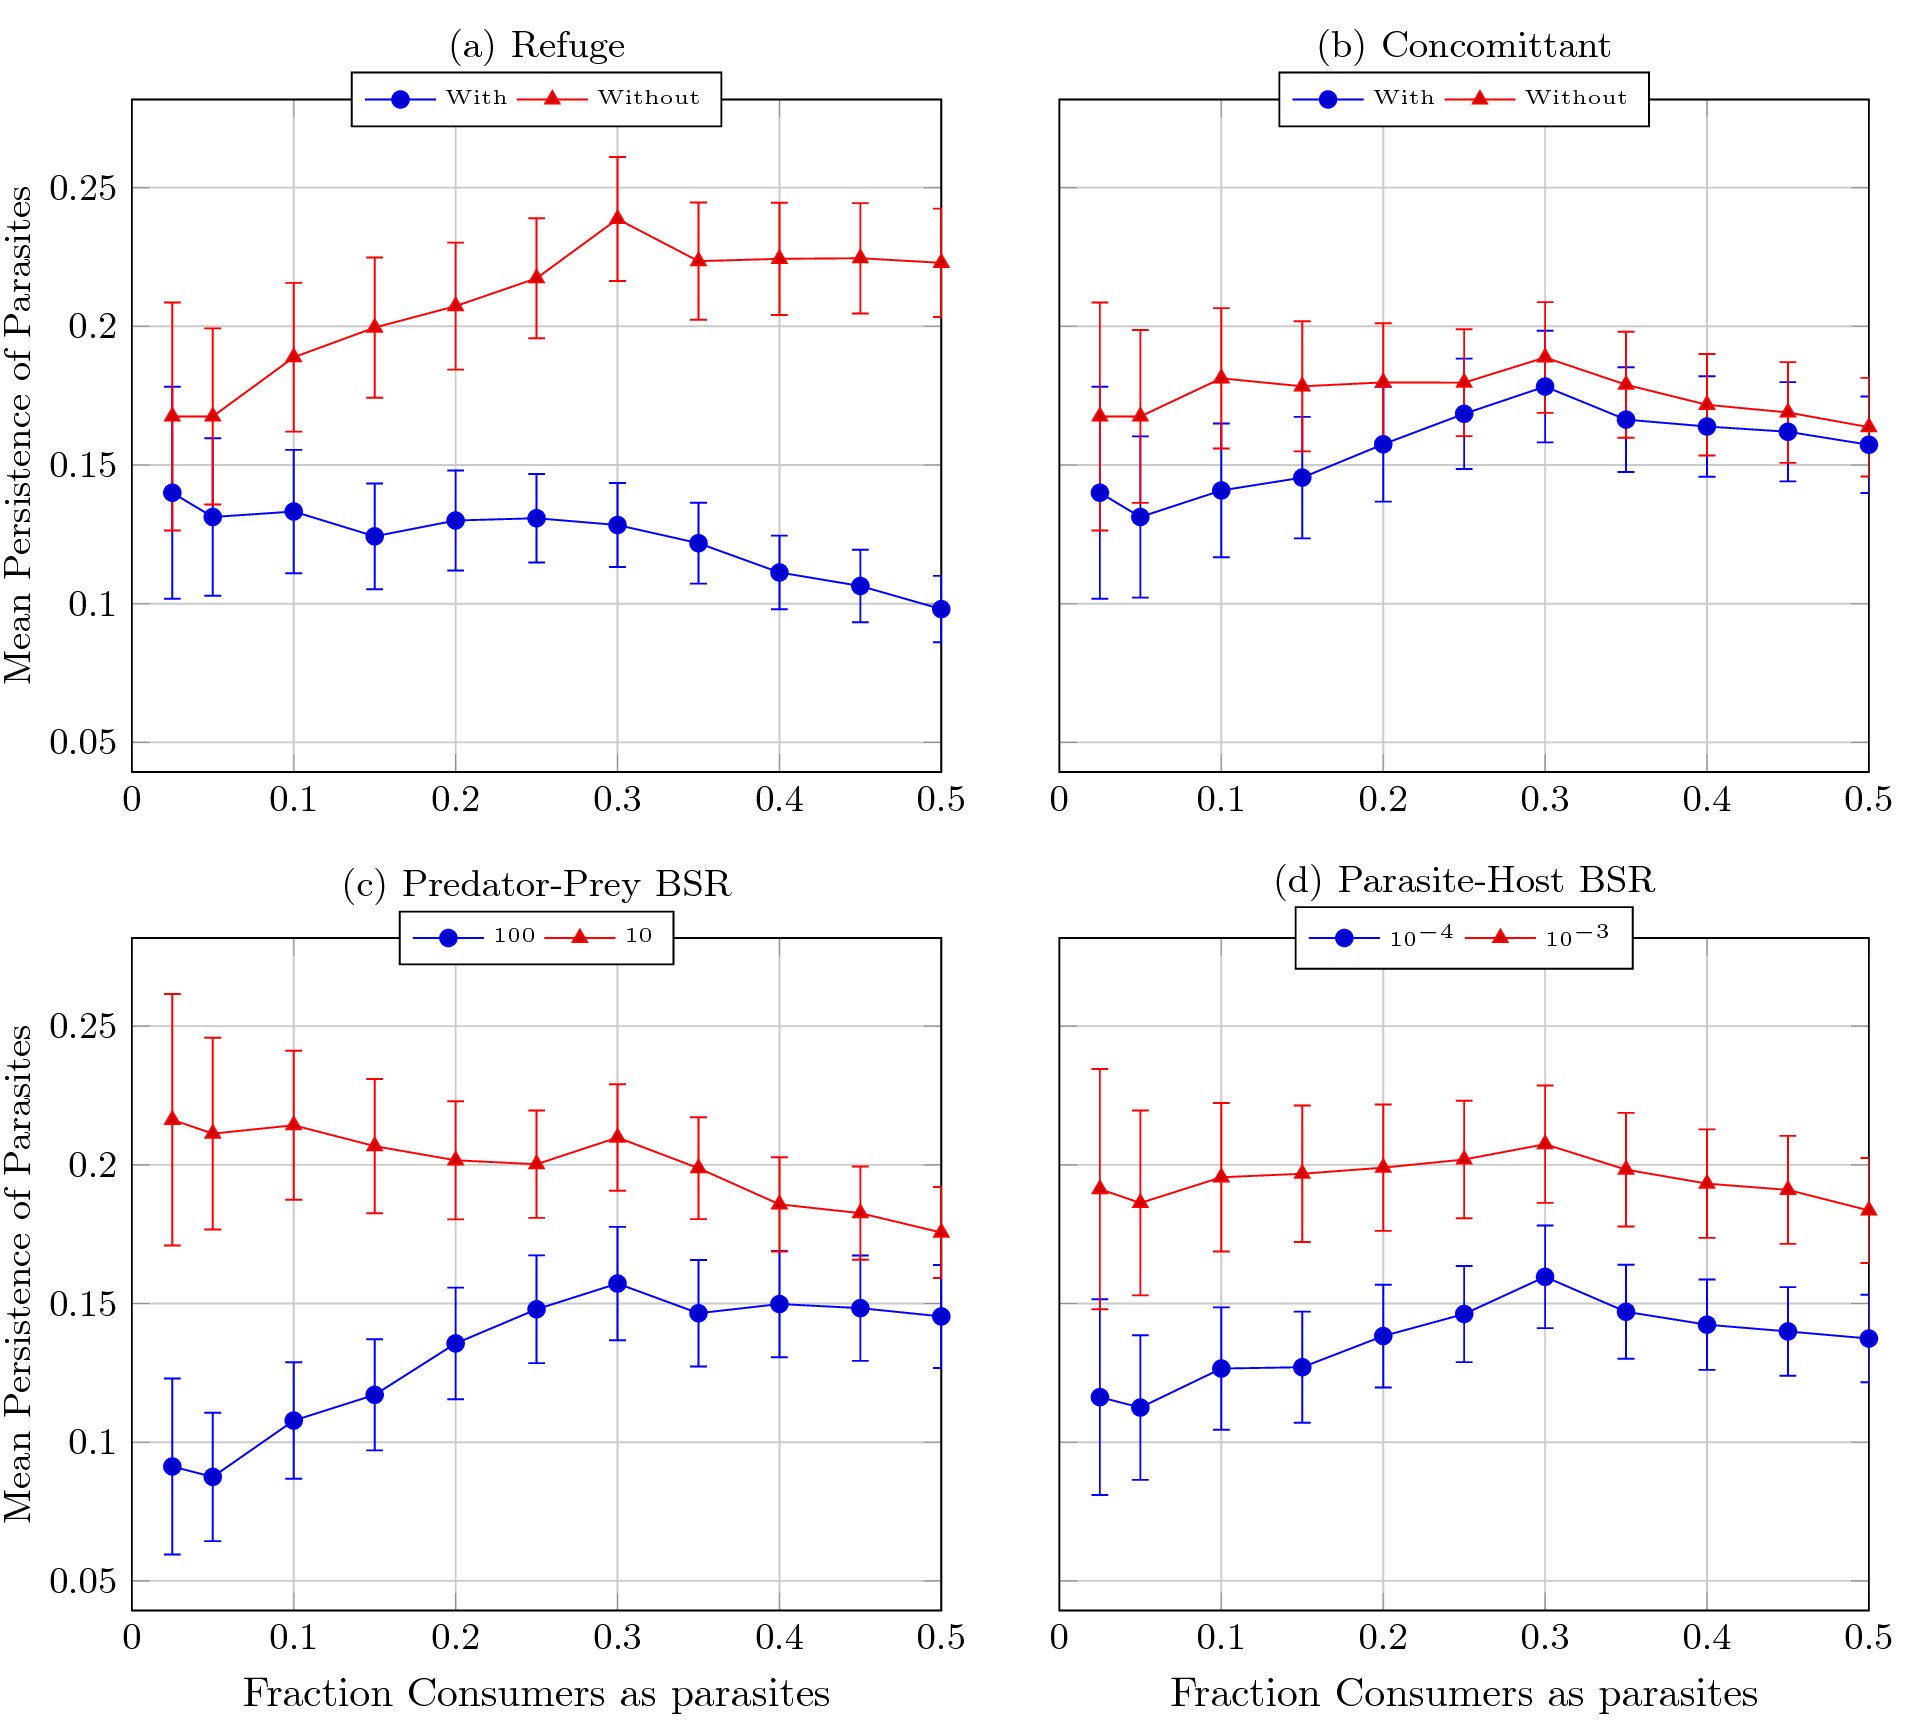 (a) Refuge
With Without
Mean Persistence of Parasites
0.25
0.2
0.15
0.1
0.05
0 0.1 0.2 0.3 0.4 0.5
(b) Concomittant
With Without
0 0.1 0.2 0.3 0.4 0.5
(c) Predator-Prey BSR
100 10
Mean Persistence of Parasites
0.25
0.2
0.15
0.1
0.05
0 0.1 0.2 0.3 0.4 0.5
Fraction Consumers as parasites
(d) Parasite-Host BSR
10⁻⁴ 10⁻³
0 0.1 0.2 0.3 0.4 0.5
Fraction Consumers as parasites